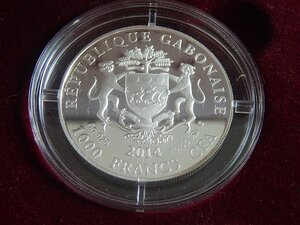 RÉPUBLIQUE GABONAISE
2014
1000 FRANCS CFA